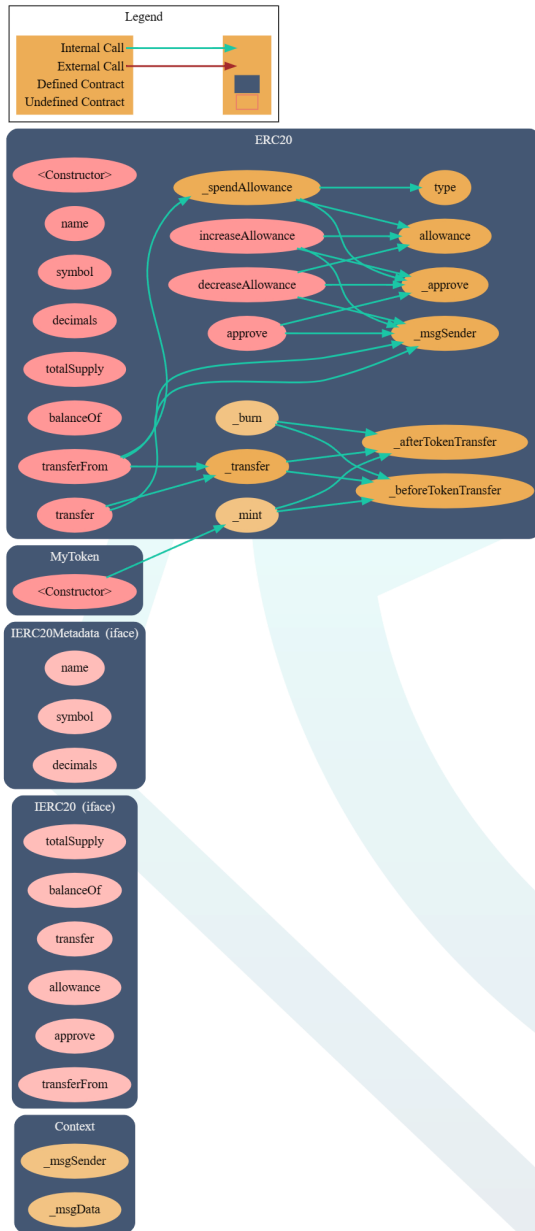 Legend
Internal Call
External Call
Defined Contract
Undefined Contract
ERC20
<Constructor>
name
symbol
decimals
totalSupply
balanceOf
transferFrom
transfer
_spendAllowance
increaseAllowance
decreaseAllowance
approve
_burn
_transfer
_mint
type
allowance
_approve
_msgSender
_afterTokenTransfer
_beforeTokenTransfer
MyToken
<Constructor>
IERC20Metadata (iface)
name
symbol
decimals
IERC20 (iface)
totalSupply
balanceOf
transfer
allowance
approve
transferFrom
Context
_msgSender
_msgData